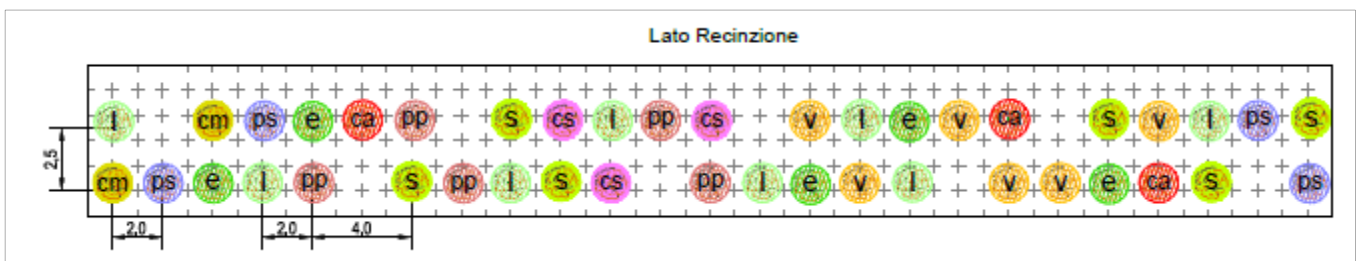 Lato Recinzione
l cm ps e ca pp s cs l pp cs v l e v ca s v l ps s
2,5
cm ps e l pp s pp l s cs pp l e v l v v e ca s ps
2,0 2,0 4,0